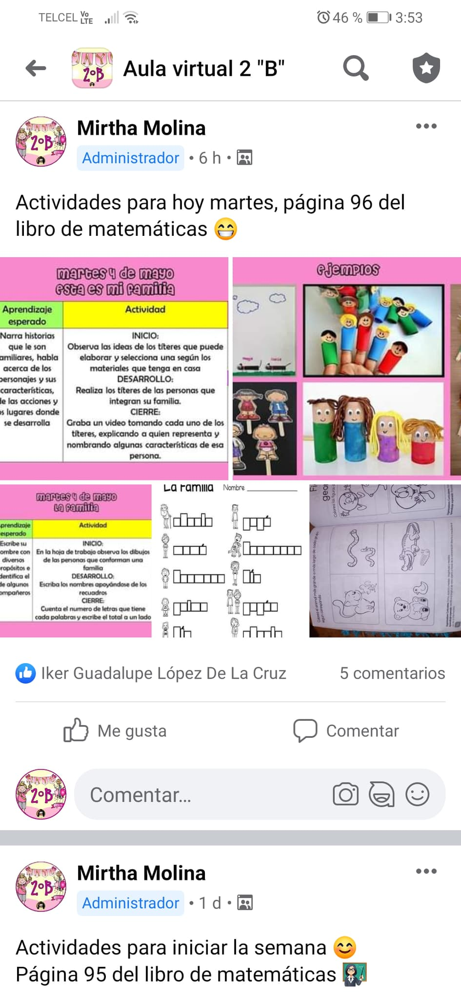 TELCEL Vo LTE 46 % 3:53
MAYO
2°B
Aula virtual 2 "B"
2°B
Mirtha Molina
Administrador • 6 h •
Actividades para hoy martes, página 96 del
libro de matemáticas 😁
martes 4 de mayo
esta es mi familia
Aprendizaje
esperado
Actividad
Narra historias
que le son
amiliares, habla
acerca de los
personajes y sus
características,
de las acciones y
os lugares donde
se desarrolla
INICIO:
Observa las ideas de los títeres que puede
elaborar y selecciona una según los
materiales que tenga en casa
DESARROLLO:
Realiza los títeres de las personas que
integran su familia.
CIERRE:
Graba un video tomando cada uno de los
títeres, explicando a quien representa y
nombrando algunas características de esa
persona.
ejemplos
martes 4 de mayo
La familia
prendizaje
esperado
Actividad
Escribe su
ombre con
diversos
ropósitos e
dentifica el
de algunos
ompañeros
INICIO:
En la hoja de trabajo observa los dibujos
de las personas que conforman una
familia
DESARROLLO:
Escriba los nombres apoyándose de los
recuadros
CIERRE:
Cuenta el numero de letras que tiene
cada palabras y escribe el total a un lado
La Familia Nombre
Iker Guadalupe López De La Cruz 5 comentarios
Me gusta Comentar
2°B
Comentar...
2°B
Mirtha Molina
Administrador • 1 d •
Actividades para iniciar la semana 😊
Página 95 del libro de matemáticas 👩🏻‍🏫